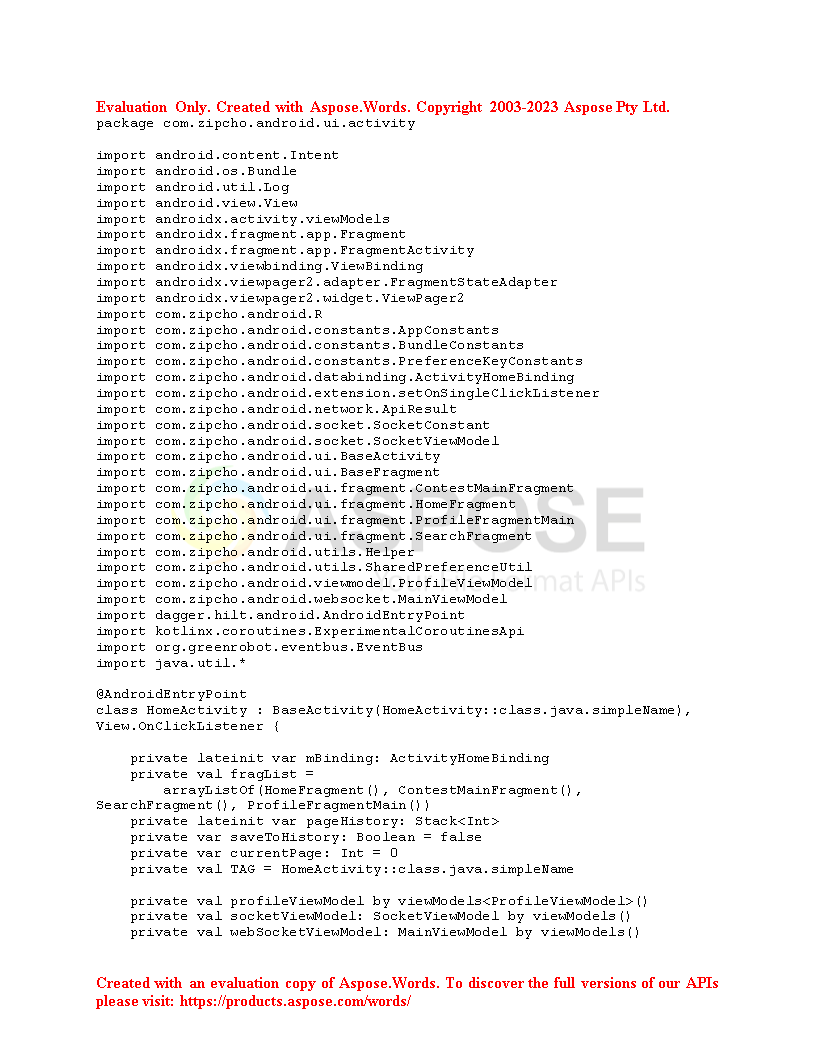 Evaluation Only. Created with Aspose.Words. Copyright 2003-2023 Aspose Pty Ltd.
package com.zipcho.android.ui.activity
import android.content.Intent
import android.os.Bundle
import android.util.Log
import android.view.View
import androidx.activity.viewModels
import androidx.fragment.app.Fragment
import androidx.fragment.app.FragmentActivity
import androidx.viewbinding.ViewBinding
import androidx.viewpager2.adapter.FragmentStateAdapter
import androidx.viewpager2.widget.ViewPager2
import com.zipcho.android.R
import com.zipcho.android.constants.AppConstants
import com.zipcho.android.constants.BundleConstants
import com.zipcho.android.constants.PreferenceKeyConstants
import com.zipcho.android.databinding.ActivityHomeBinding
import com.zipcho.android.extension.setOnSingleClickListener
import com.zipcho.android.network.ApiResult
import com.zipcho.android.socket.SocketConstant
import com.zipcho.android.socket.SocketViewModel
import com.zipcho.android.ui.BaseActivity
import com.zipcho.android.ui.BaseFragment
import com.zipcho.android.ui.fragment.ContestMainFragment
import com.zipcho.android.ui.fragment.HomeFragment
import com.zipcho.android.ui.fragment.ProfileFragmentMain
import com.zipcho.android.ui.fragment.SearchFragment
ASPOSE
import com.zipcho.android.utils.Helper
import com.zipcho.android.utils.SharedPreferenceUtil
import com.zipcho.android.viewmodel.ProfileViewModel
mat APIs
import com.zipcho.android.websocket.MainViewModel
import dagger.hilt.android.AndroidEntryPoint
import kotlinx.coroutines.ExperimentalCoroutinesApi
import org.greenrobot.eventbus.EventBus
import java.util.*
@AndroidEntryPoint
class HomeActivity : BaseActivity(HomeActivity::class.java.simpleName),
View.OnClickListener {
private lateinit var mBinding: ActivityHomeBinding
private val fragList =
arrayListOf(HomeFragment(), ContestMainFragment(),
SearchFragment(), ProfileFragmentMain())
private lateinit var pageHistory: Stack<Int>
private var saveToHistory: Boolean = false
private var currentPage: Int = 0
private val TAG = HomeActivity::class.java.simpleName
private val profileViewModel by viewModels<ProfileViewModel>()
private val socketViewModel: SocketViewModel by viewModels()
private val webSocketViewModel: MainViewModel by viewModels()
Created with an evaluation copy of Aspose.Words. To discover the full versions of our APIs
please visit: https://products.aspose.com/words/